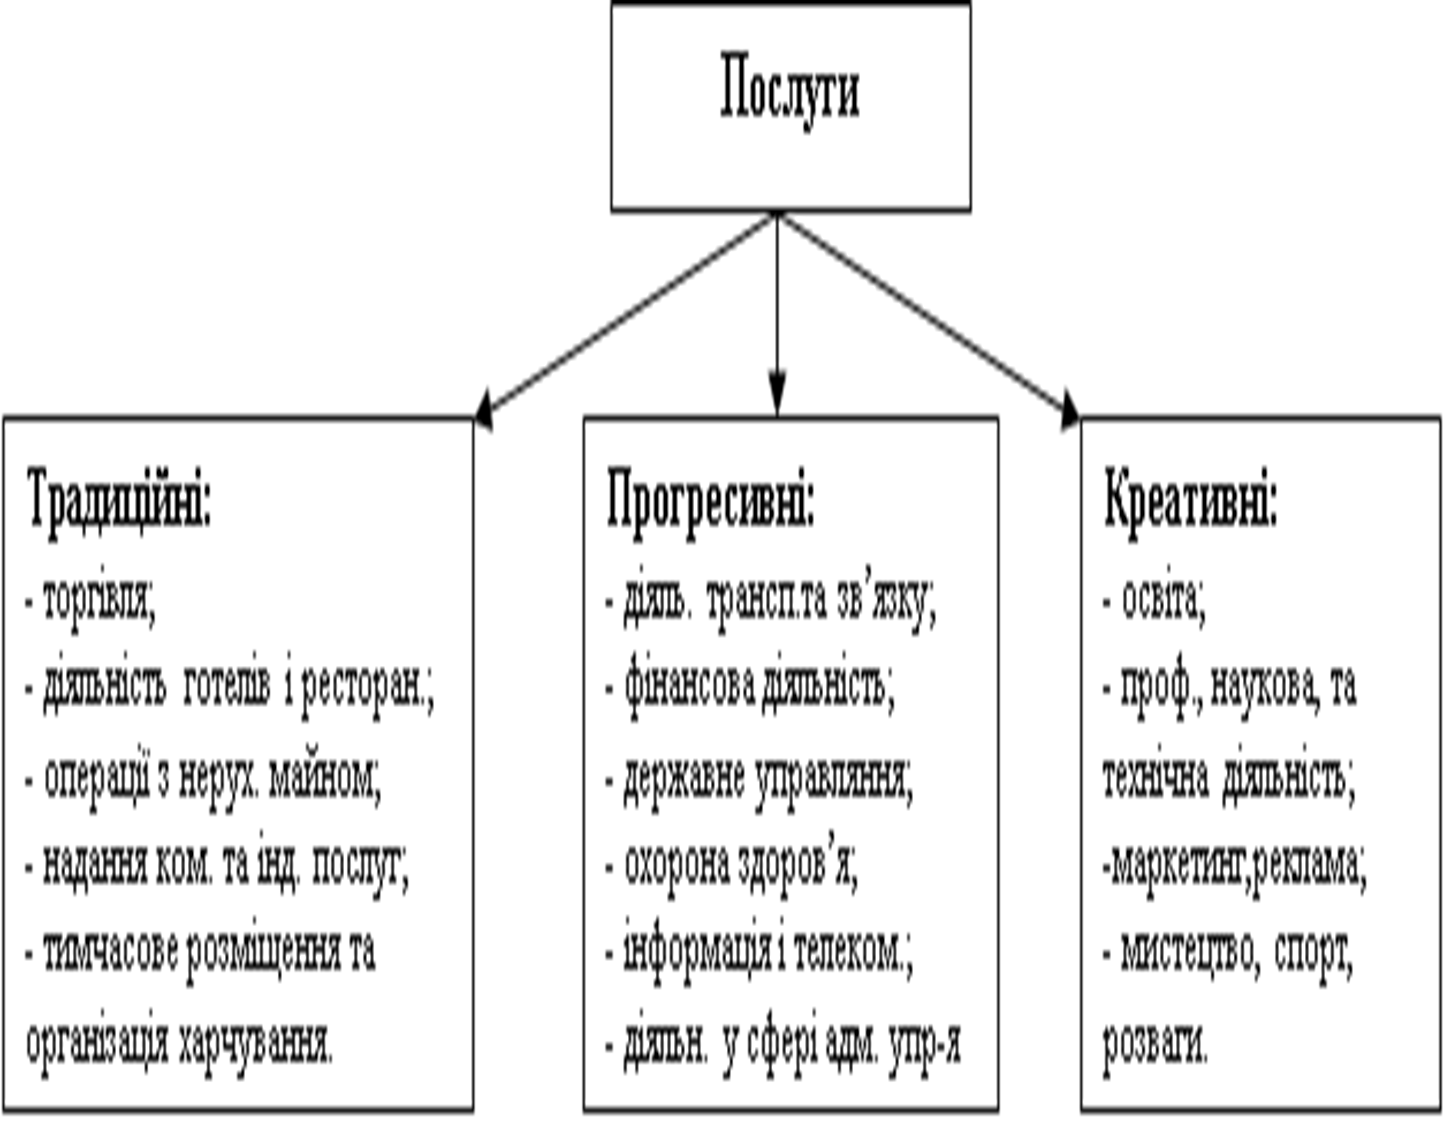 Послуги
Традиційні:
- торгівля;
- діяльність готелів і ресторан.;
- операції з нерух. майном;
- надання ком. та інд. послуг;
- тимчасове розміщення та
організація харчування.
Прогресивні:
- діяль. трансп.та зв’язку;
- фінансова діяльність;
- державне управляння;
- охорона здоров’я;
- інформація і телеком.;
- діяльн. у сфері адм. упр-я
Креативні:
- освіта;
- проф., наукова, та
технічна діяльність;
-маркетинг,реклама;
- мистецтво, спорт,
розваги.